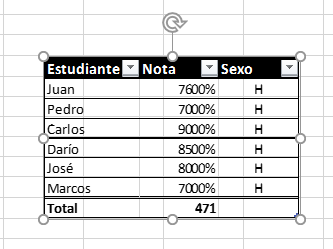 Estudiante Nota Sexo
Juan 7600% H
Pedro 7000% H
Carlos 9000% H
Darío 8500% H
José 8000% H
Marcos 7000% H
Total 471